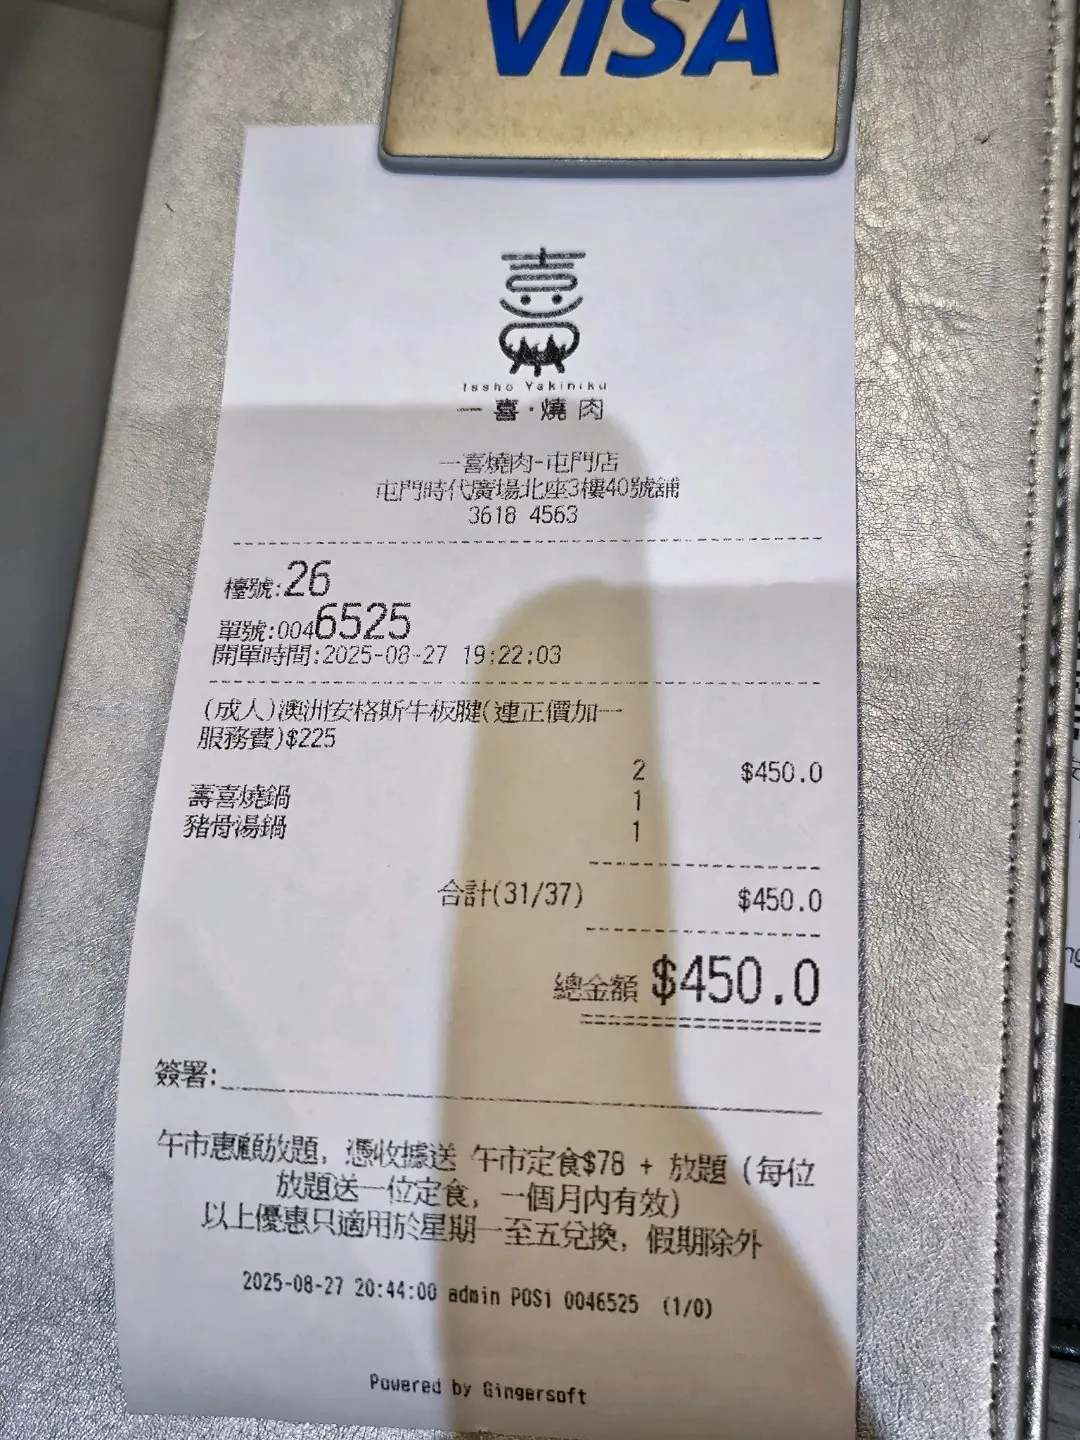 VISA
Issho Yakiniku
一喜·燒肉
一喜燒肉-屯門店
屯門時代廣場北座3樓40號舖
3618 4563
檯號:26
單號:0046525
開單時間:2025-08-27 19:22:03
(成人)澳洲安格斯牛板腱(連正價加一
服務費)$225
2 $450.0
壽喜燒鍋 1
豬骨湯鍋 1
合計(31/37) $450.0
總金額 $450.0
簽署:
午市惠顧放題, 憑收據送 午市定食$78 + 放題 (每位
放題送一位定食, 一個月內有效)
以上優惠只適用於星期一至五兌換, 假期除外
2025-08-27 20:44:00 admin POS1 0046525 (1/0)
Powered by Gingersoft